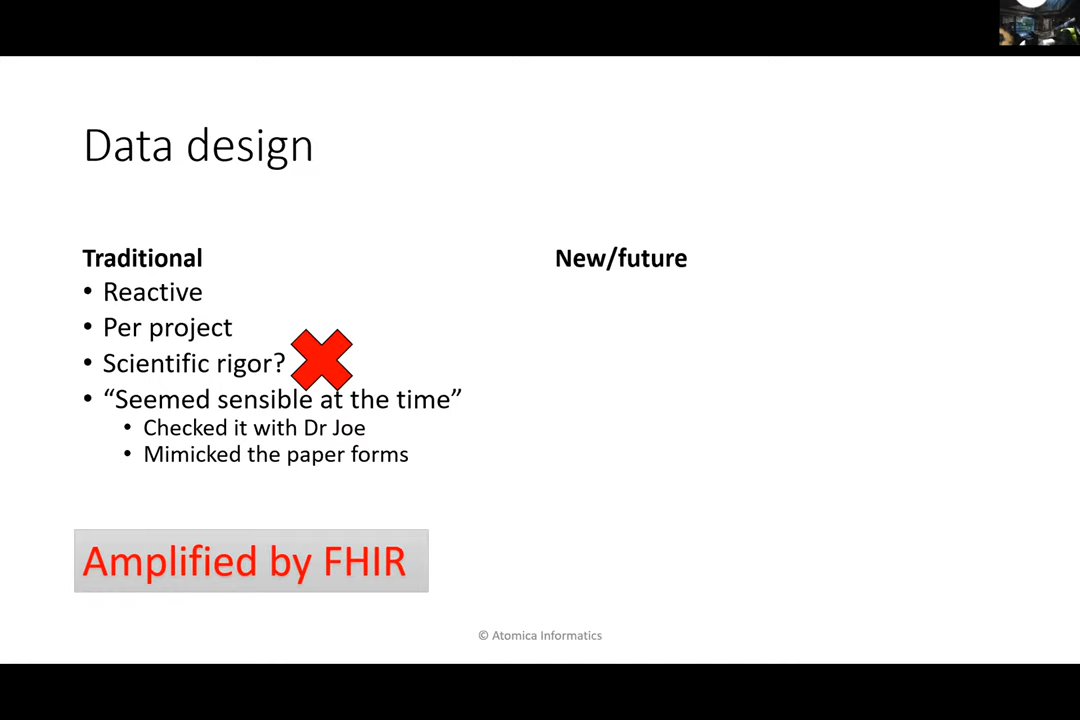 Data design
Traditional
• Reactive
• Per project
• Scientific rigor?
• “Seemed sensible at the time”
• Checked it with Dr Joe
• Mimicked the paper forms
New/future
Amplified by FHIR
© Atomica Informatics